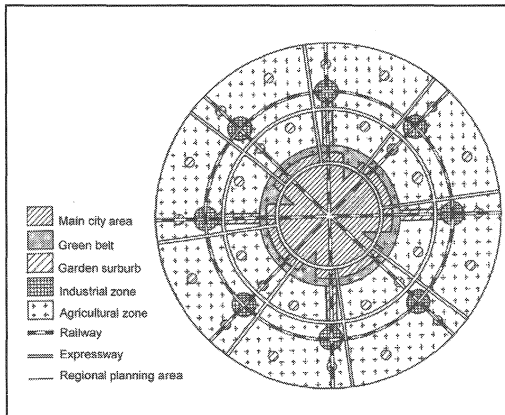 Main city area
Green belt
Garden surburb
Industrial zone
Agricultural zone
Railway
Expressway
Regional planning area